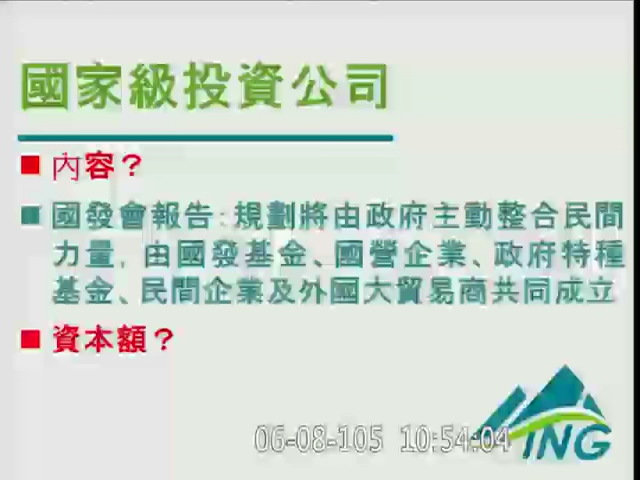 國家級投資公司
內容？
國發會報告:規劃將由政府主動整合民間
力量, 由國發基金、國營企業、政府特種
基金、民間企業及外國大貿易商共同成立
資本額？
06-08-105 10:54:04
ING